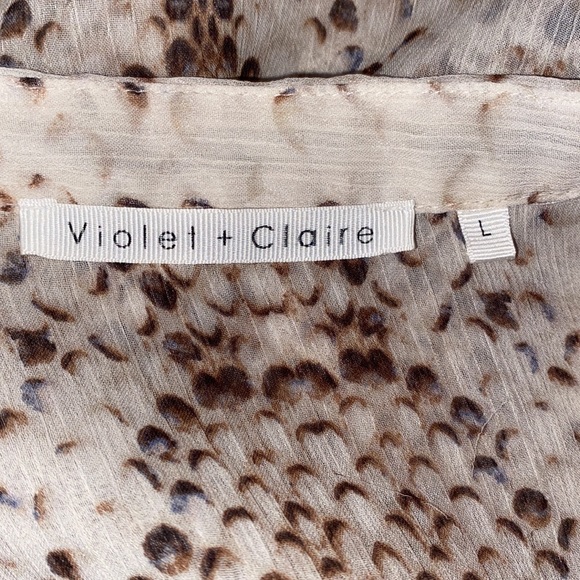 Violet + Claire
L